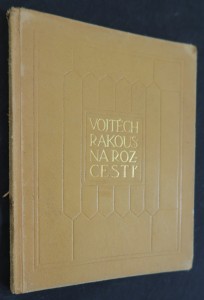 VOJTĚCH
RAKOUS
NA ROZ-
CESTÍ